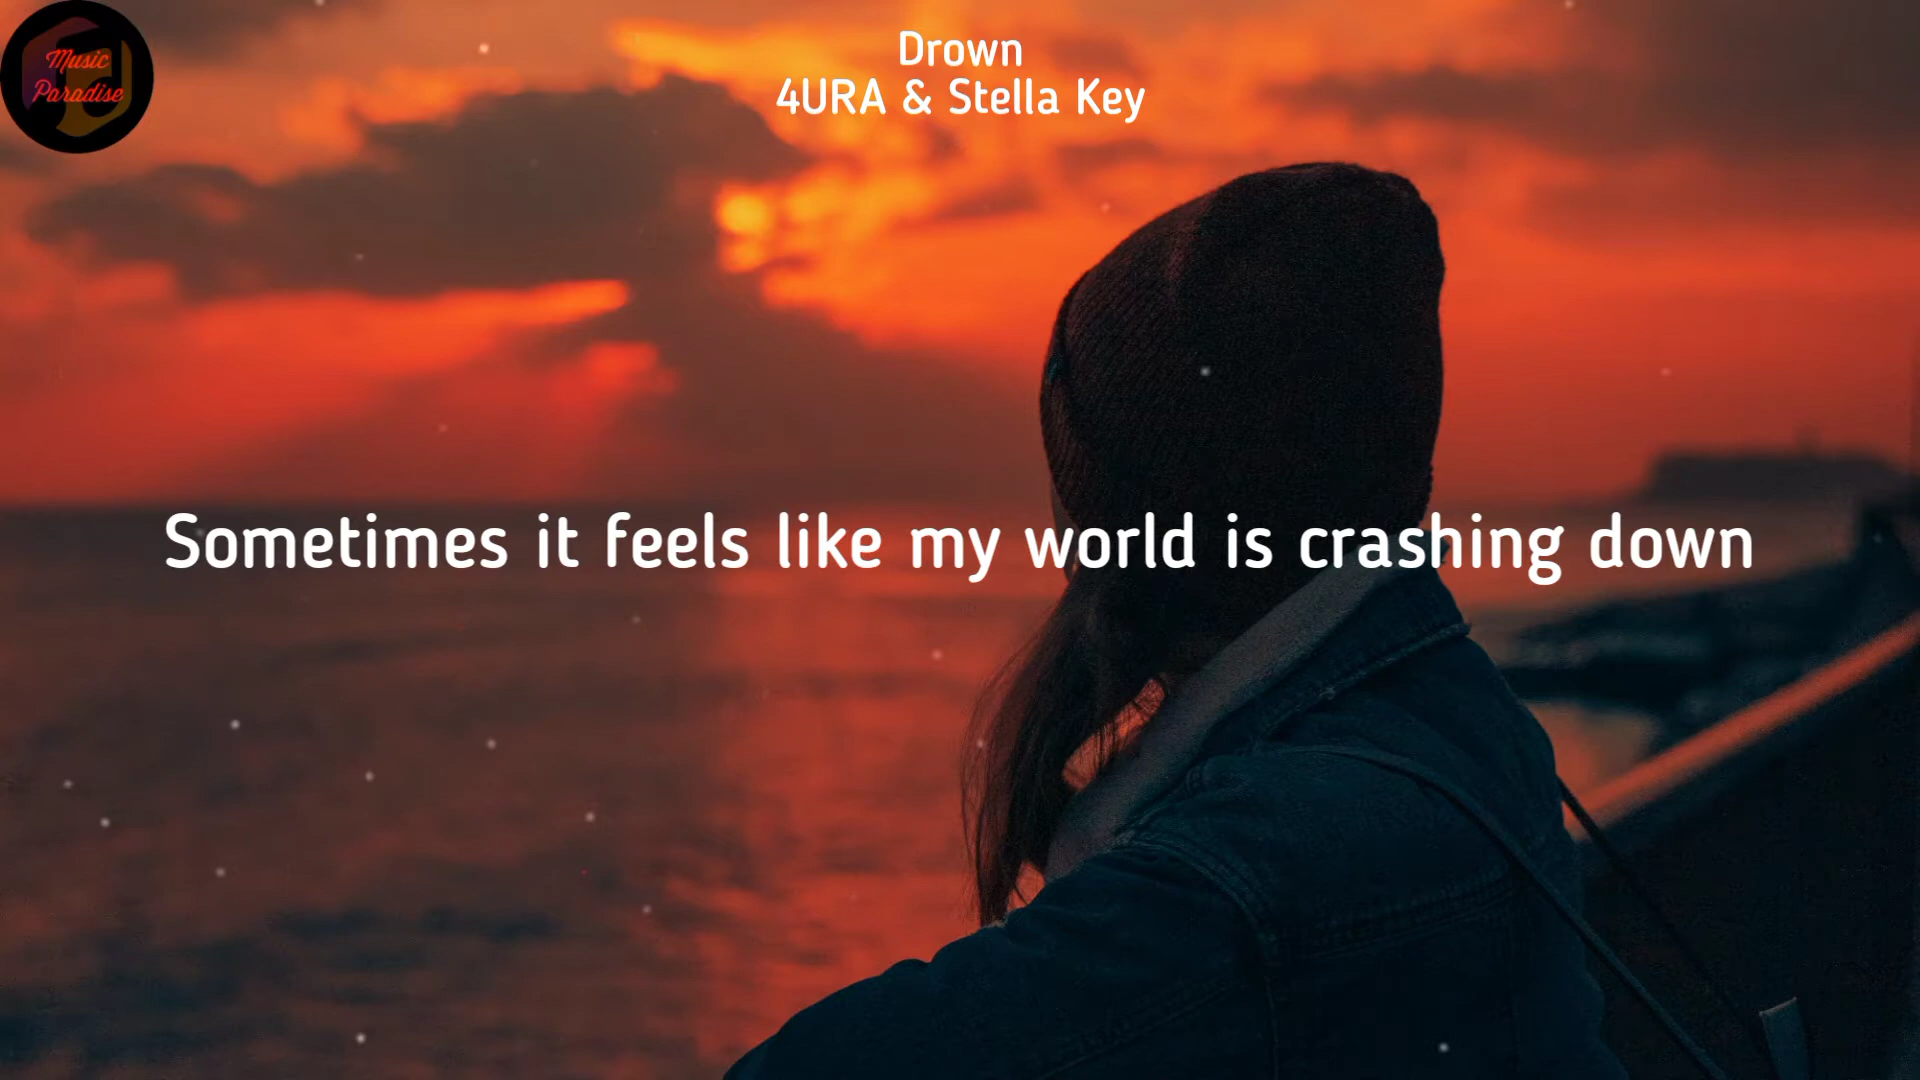 Music
Paradise
Drown
4URA & Stella Key
Sometimes it feels like my world is crashing down